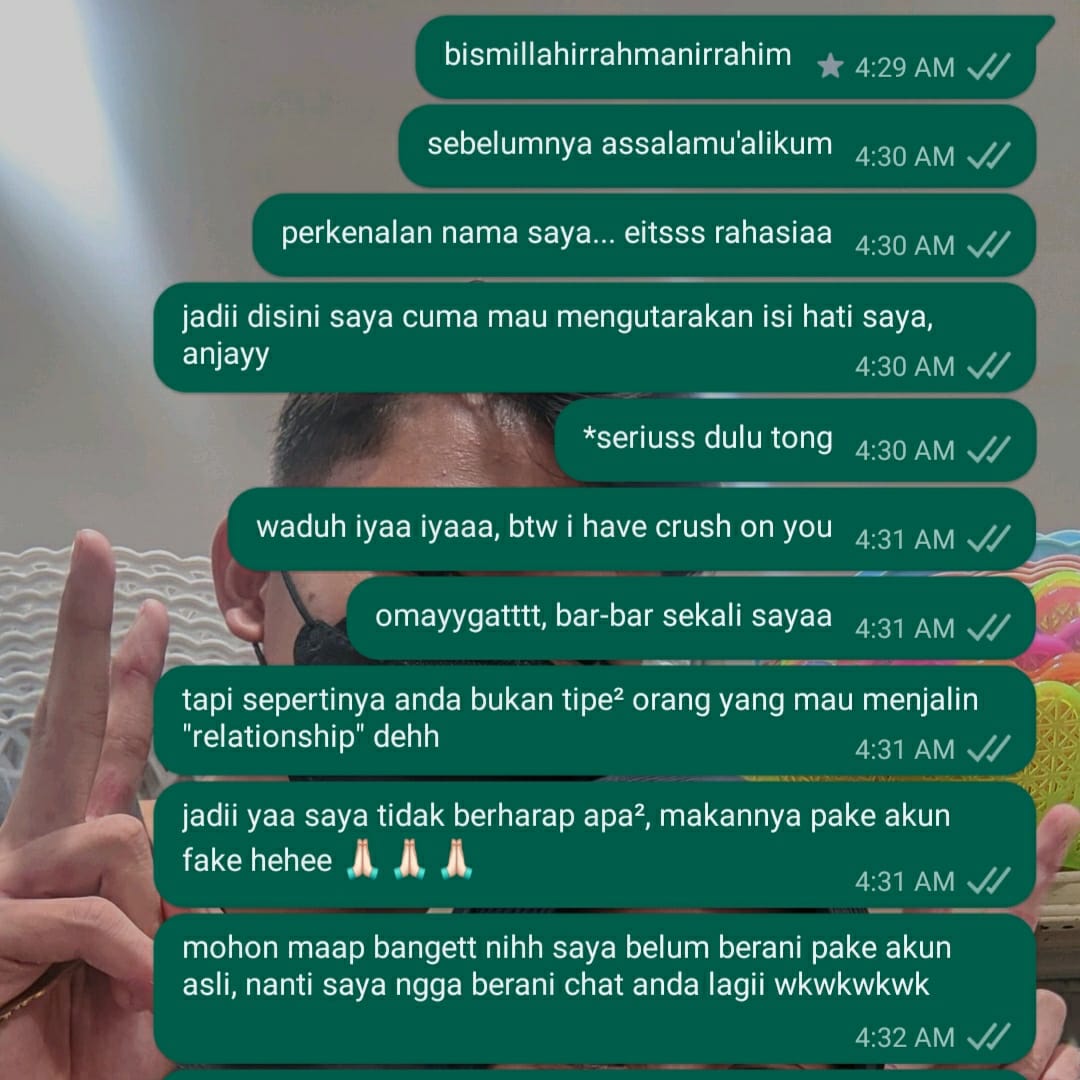 bismillahirrahmanirrahim 4:29 AM
sebelumnya assalamu'alikum 4:30 AM
perkenalan nama saya... eitsss rahasiaa 4:30 AM
jadii disini saya cuma mau mengutarakan isi hati saya,
anjayy 4:30 AM
*seriuss dulu tong 4:30 AM
waduh iyaa iyaaa, btw i have crush on you 4:31 AM
omayygatttt, bar-bar sekali sayaa 4:31 AM
tapi sepertinya anda bukan tipe² orang yang mau menjalin
"relationship" dehh 4:31 AM
jadii yaa saya tidak berharap apa², makannya pake akun
fake hehee 🙏🏻 🙏🏻 🙏🏻 4:31 AM
mohon maap bangett nihh saya belum berani pake akun
asli, nanti saya ngga berani chat anda lagii wkwkwkwk
4:32 AM